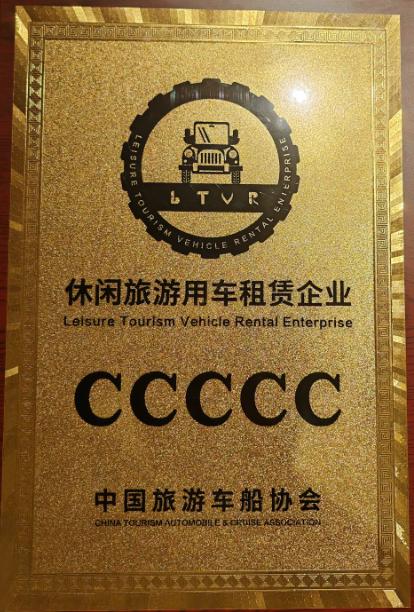 LTVR
LEISURE TOURISM VEHICLE RENTAL ENTERPRISE
休闲旅游用车租赁企业
Leisure Tourism Vehicle Rental Enterprise
CCCCC
中国旅游车船协会
CHINA TOURISM AUTOMOBILE & CRUISE ASSOCIATION